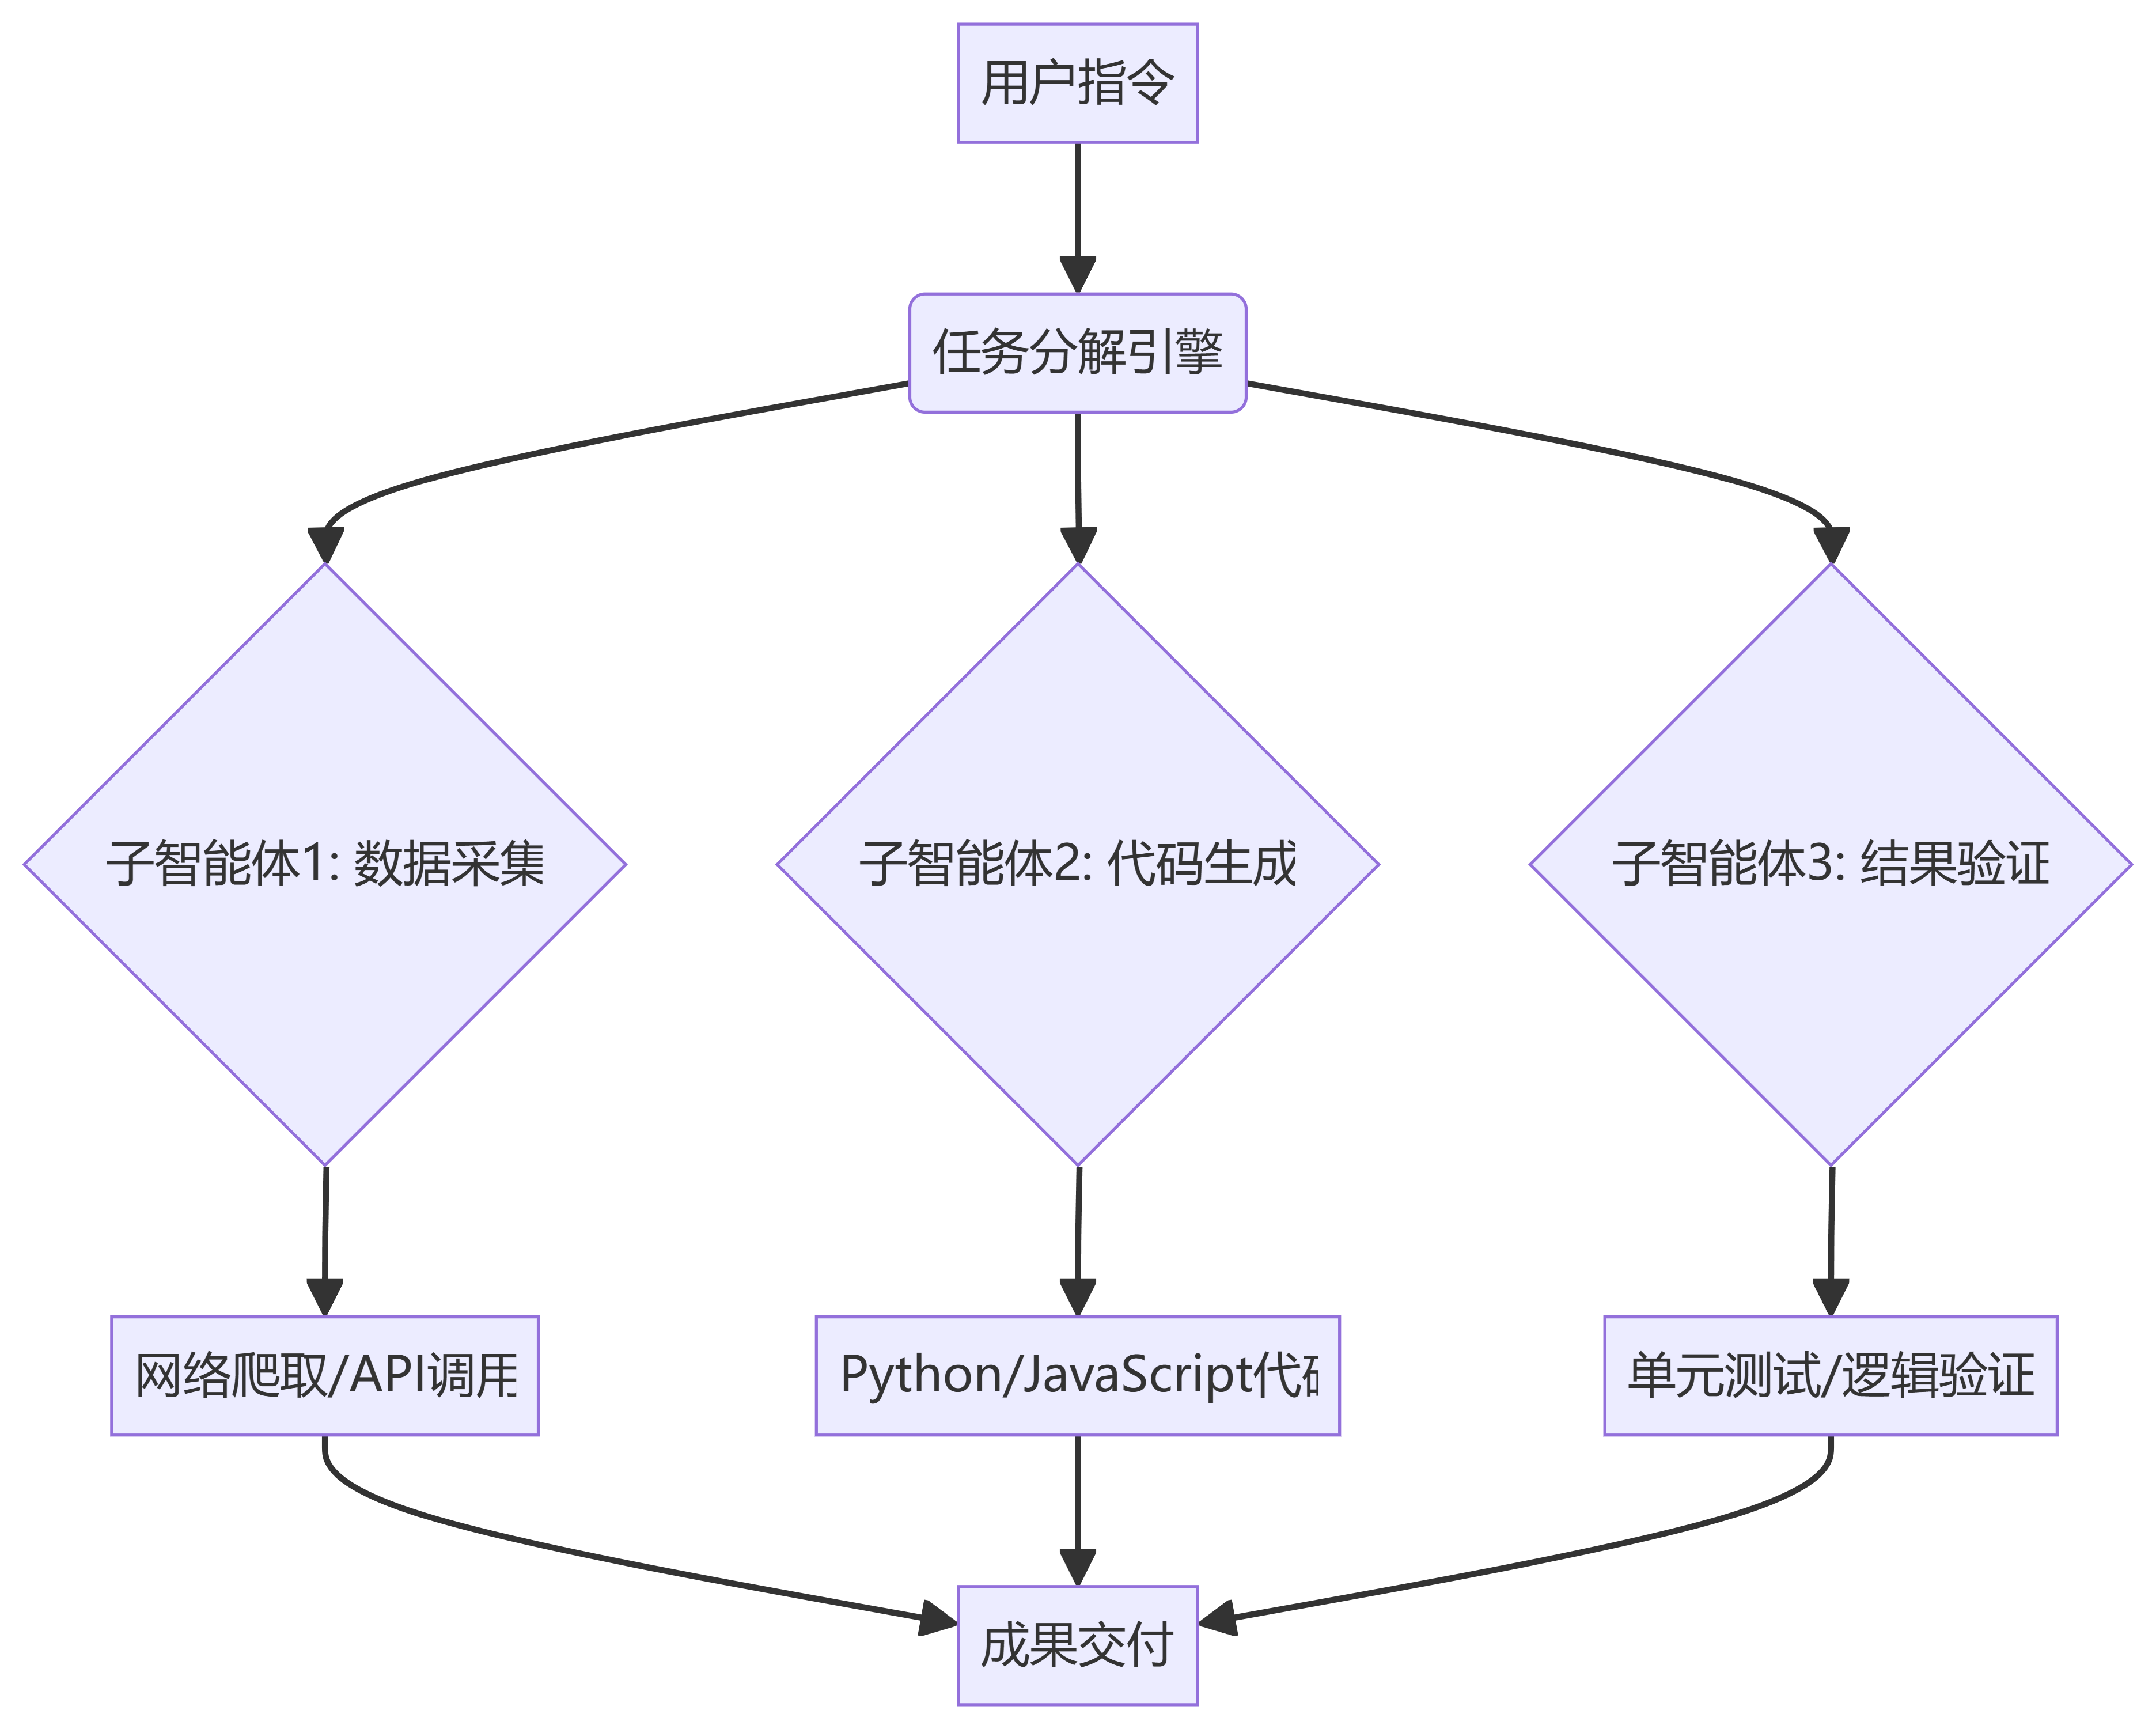 用户指令
任务分解引擎
子智能体1: 数据采集
子智能体2: 代码生成
子智能体3: 结果验证
网络爬取/API调用
Python/JavaScript代码
单元测试/逻辑验证
成果交付